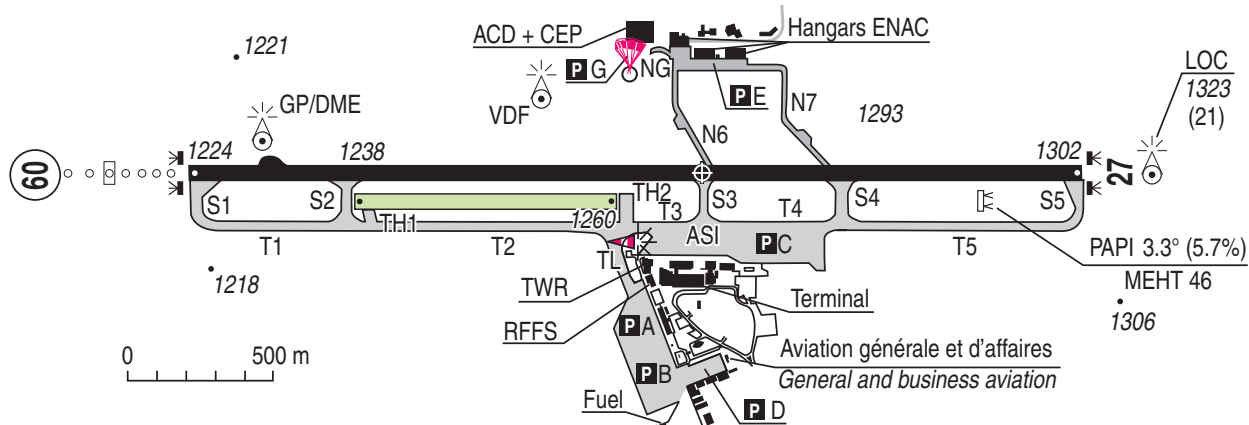 1221
ACD + CEP
Hangars ENAC
P G
NG
LOC
1323
(21)
GP/DME
VDF
P E
N7
1293
N6
1224
1238
1302
09
27
S1
S2
TH1
1260
TH2
T3
S3
T4
S4
S5
T1
T2
ASI
P C
T5
TL
PAPI 3.3° (5.7%)
MEHT 46
1218
TWR
Terminal
1306
RFFS
P A
0 500 m
P B
Aviation générale et d'affaires
General and business aviation
Fuel
P D